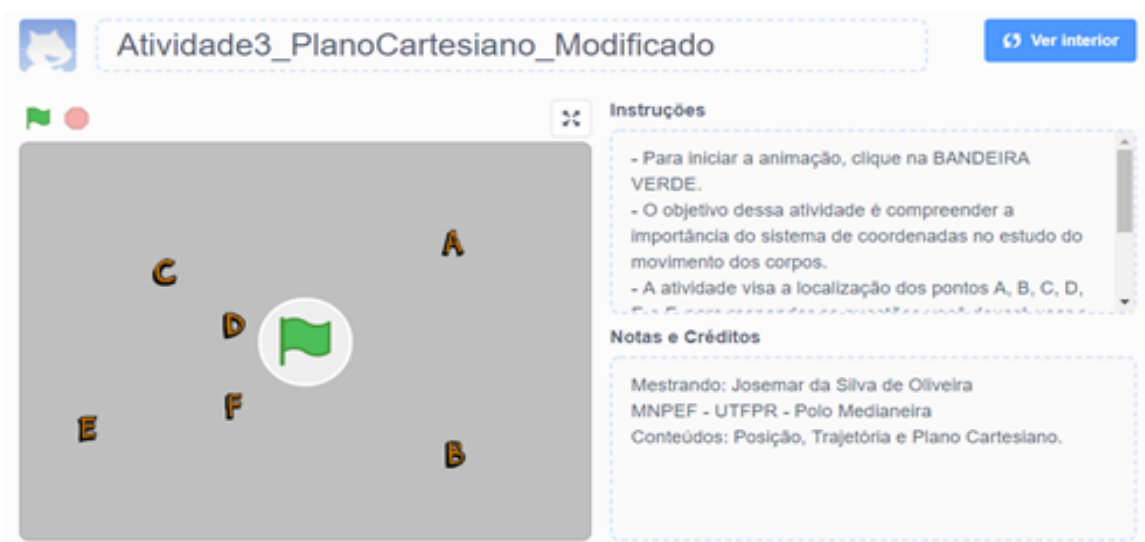 Atividade3_PlanoCartesiano_Modificado
Ver interior
Instruções
- Para iniciar a animação, clique na BANDEIRA
VERDE.
- O objetivo dessa atividade é compreender a
importância do sistema de coordenadas no estudo do
movimento dos corpos.
- A atividade visa a localização dos pontos A, B, C, D,
A
C
D
F
E
B
Notas e Créditos
Mestrando: Josemar da Silva de Oliveira
MNPEF - UTFPR - Polo Medianeira
Conteúdos: Posição, Trajetória e Plano Cartesiano.